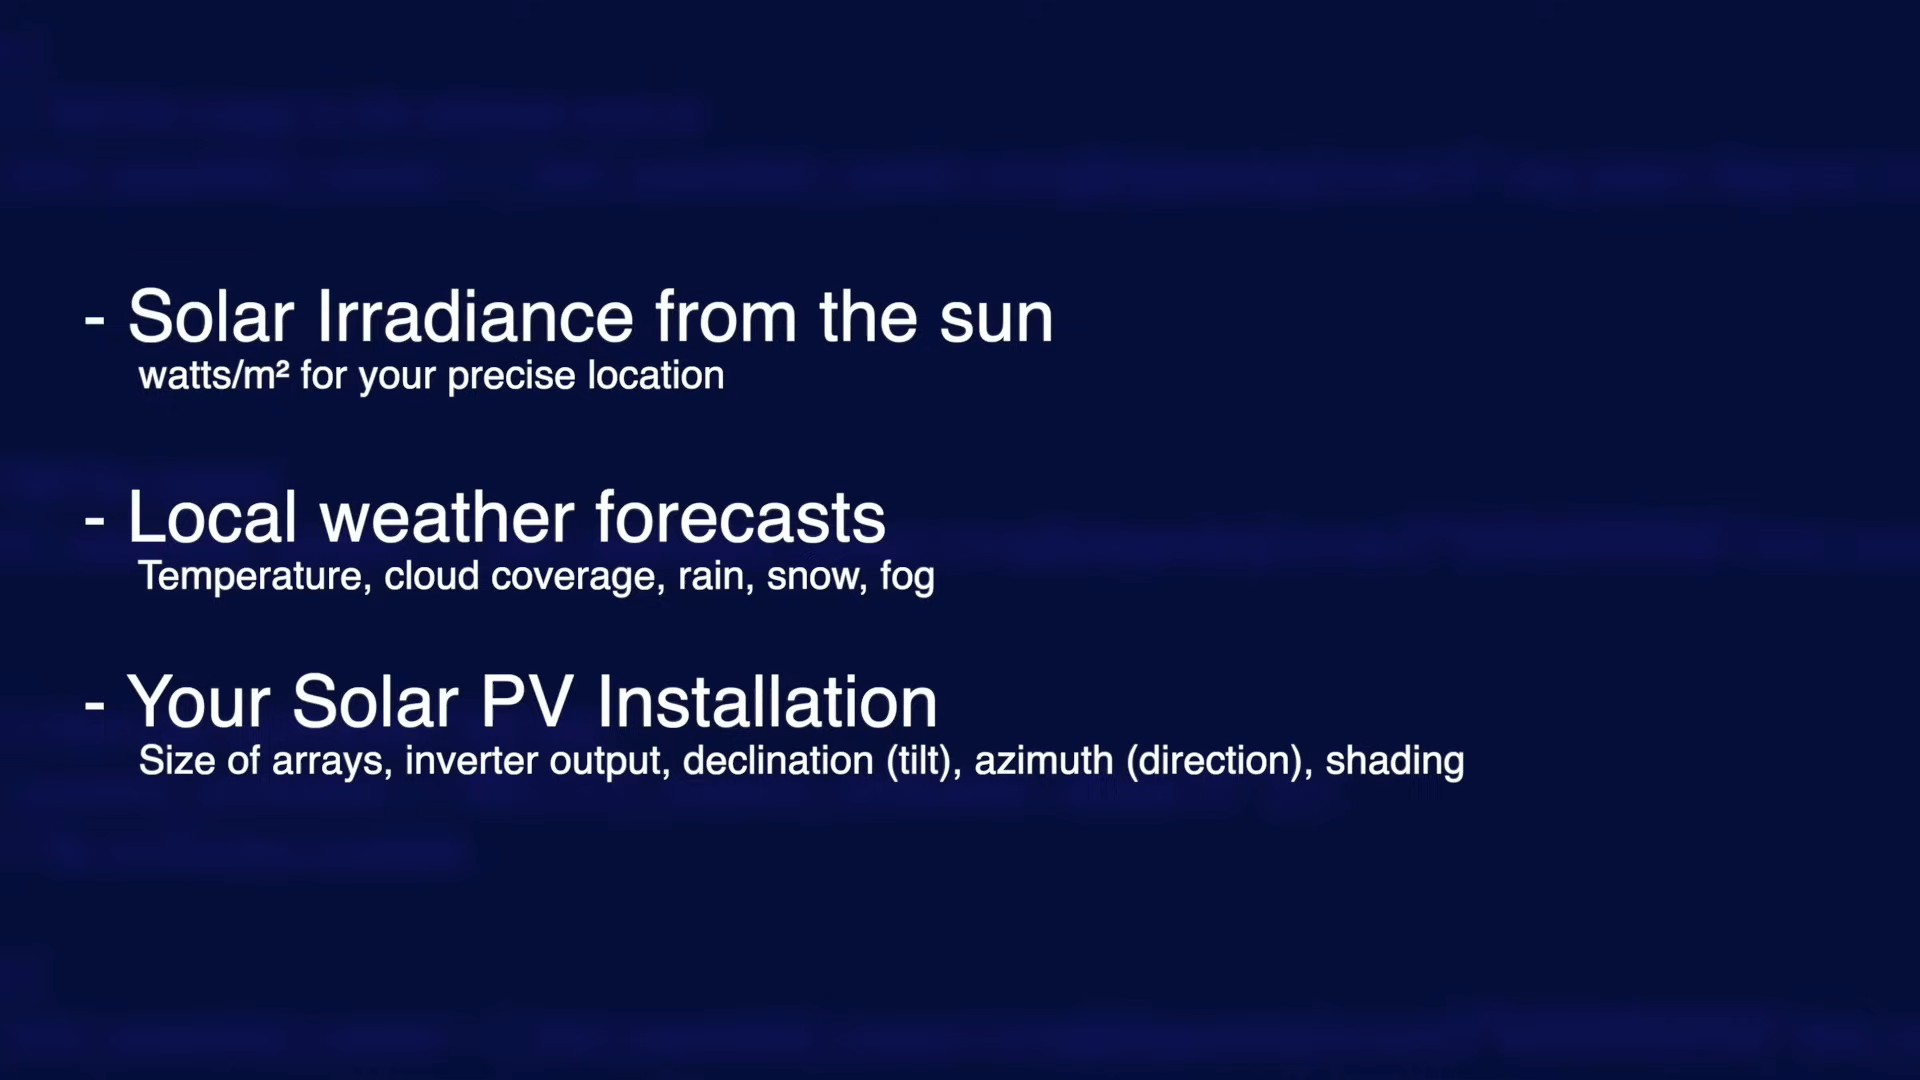 - Solar Irradiance from the sun
watts/m² for your precise location
- Local weather forecasts
Temperature, cloud coverage, rain, snow, fog
- Your Solar PV Installation
Size of arrays, inverter output, declination (tilt), azimuth (direction), shading